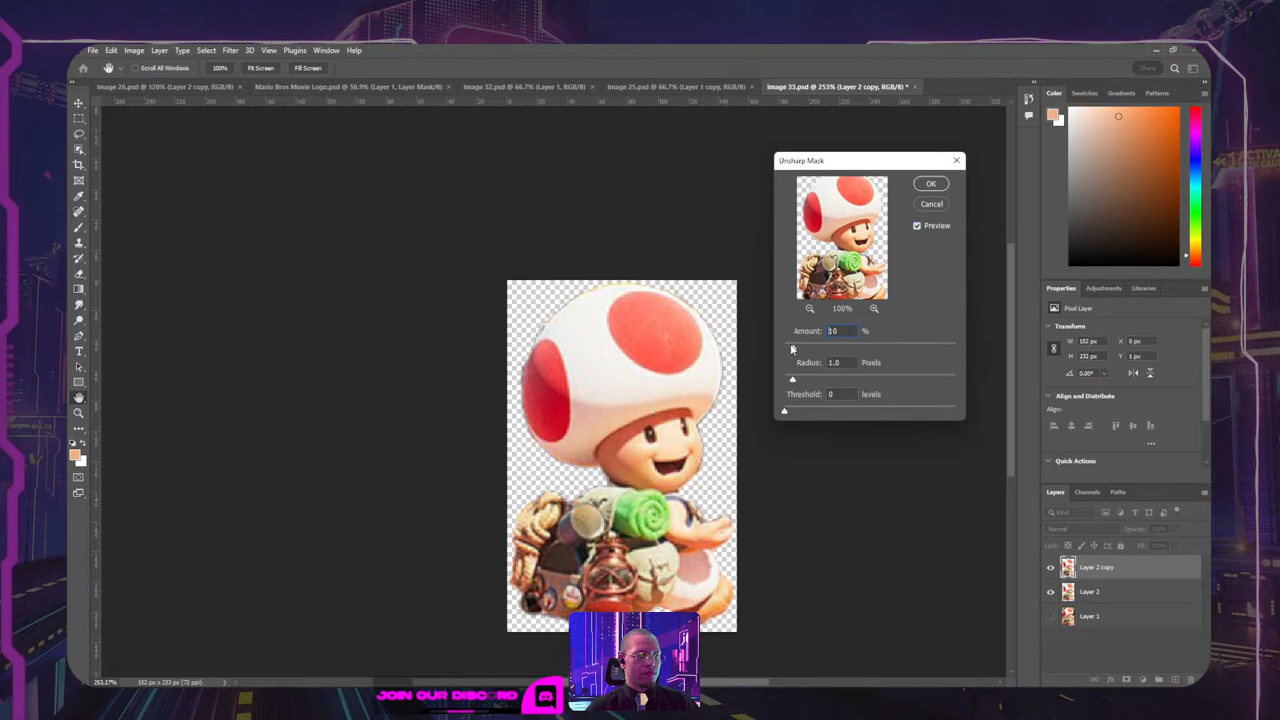 File Edit Image Layer Type Select Filter 3D View Plugins Window Help
Scroll All Windows 100% Fit Screen Fill Screen Share
Image 26.psd @ 120% (Layer 2 copy, RGB/8) × Mario Bros Movie Logo.psd @ 50.9% (Layer 1, Layer Mask/8) × Image 32.psd @ 66.7% (Layer 1, RGB/8) × Image 25.psd @ 66.7% (Layer 1 copy, RGB/8) × Image 33.psd @ 253% (Layer 2 copy, RGB/8) * ×
Color Swatches Gradients Patterns
Unsharp Mask
OK
Cancel
Preview
100%
Amount: 10 %
Radius: 1.0 Pixels
Threshold: 0 levels
Properties Adjustments Libraries
Pixel Layer
Transform
W 152 px X 0 px
H 232 px Y 1 px
0.00°
Align and Distribute
Align:
Quick Actions
Layers Channels Paths
Kind
Normal Opacity: 100%
Lock: Fill: 100%
Layer 2 copy
Layer 2
Layer 1
253.17% 152 px x 233 px (72 ppi)
JOIN OUR DISCORD